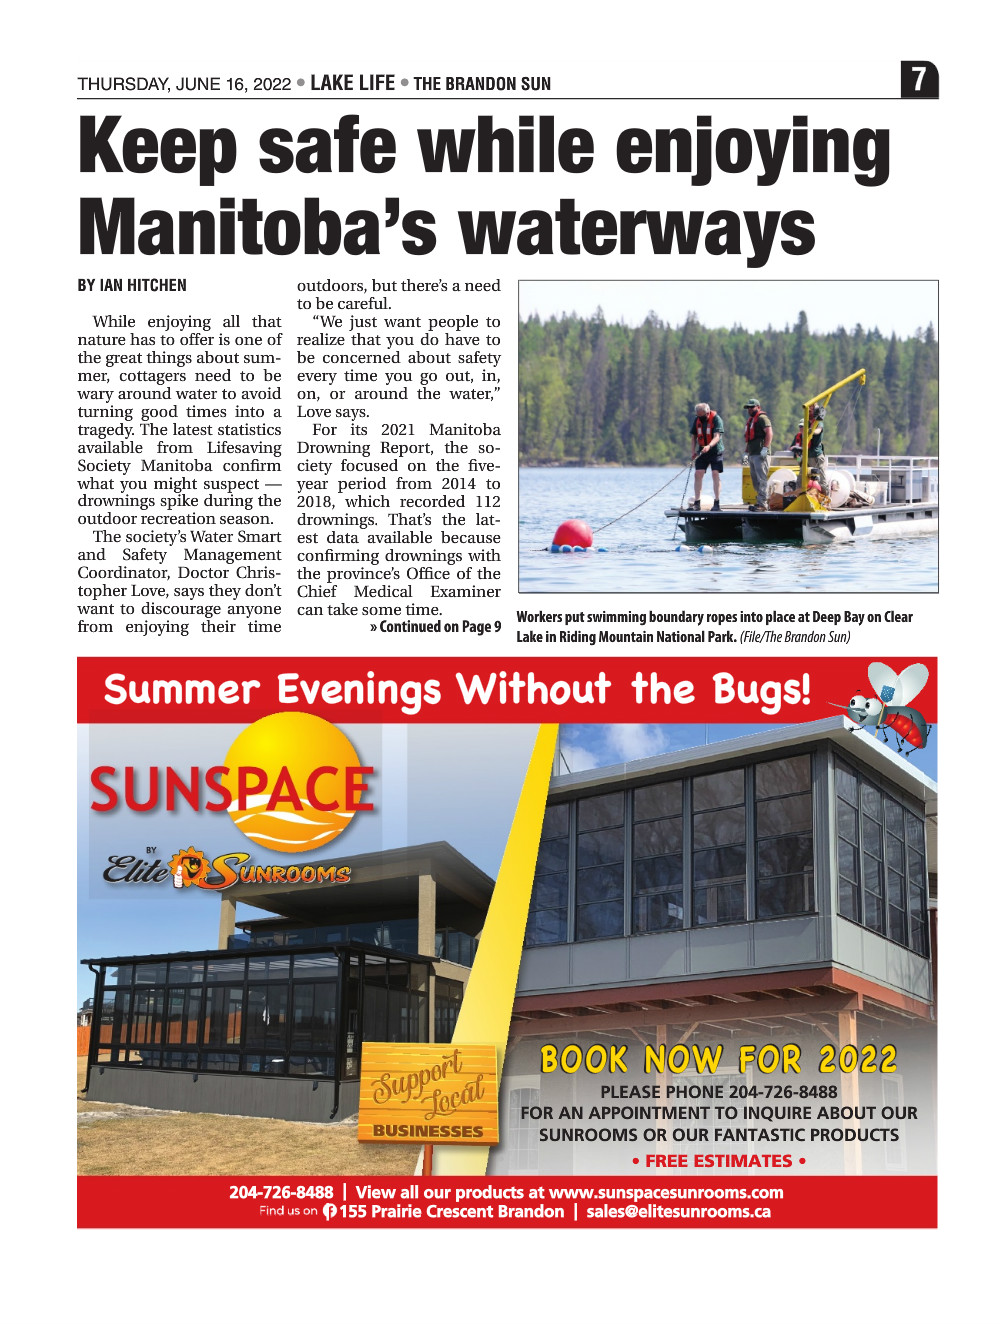 THURSDAY, JUNE 16, 2022 • LAKE LIFE • THE BRANDON SUN
7
Keep safe while enjoying
Manitoba's waterways
BY IAN HITCHEN
While enjoying all that
nature has to offer is one of
the great things about sum-
mer, cottagers need to be
wary around water to avoid
turning good times into a
tragedy. The latest statistics
available from Lifesaving
Society Manitoba confirm
what you might suspect —
drownings spike during the
outdoor recreation season.
The society's Water Smart
and Safety Management
Coordinator, Doctor Chris-
topher Love, says they don't
want to discourage anyone
from enjoying their time
outdoors, but there's a need
to be careful.
"We just want people to
realize that you do have to
be concerned about safety
every time you go out, in,
on, or around the water,"
Love says.
For its 2021 Manitoba
Drowning Report, the so-
ciety focused on the five-
year period from 2014 to
2018, which recorded 112
drownings. That's the lat-
est data available because
confirming drownings with
the province's Office of the
Chief Medical Examiner
can take some time.
» Continued on Page 9
Workers put swimming boundary ropes into place at Deep Bay on Clear
Lake in Riding Mountain National Park. (File/The Brandon Sun)
Summer Evenings Without the Bugs!
SUNSPACE
BY
Elite Sunrooms
Support
Local
BUSINESSES
BOOK NOW FOR 2022
PLEASE PHONE 204-726-8488
FOR AN APPOINTMENT TO INQUIRE ABOUT OUR
SUNROOMS OR OUR FANTASTIC PRODUCTS
• FREE ESTIMATES •
204-726-8488 | View all our products at www.sunspacesunrooms.com
Find us on f 155 Prairie Crescent Brandon | sales@elitesunrooms.ca